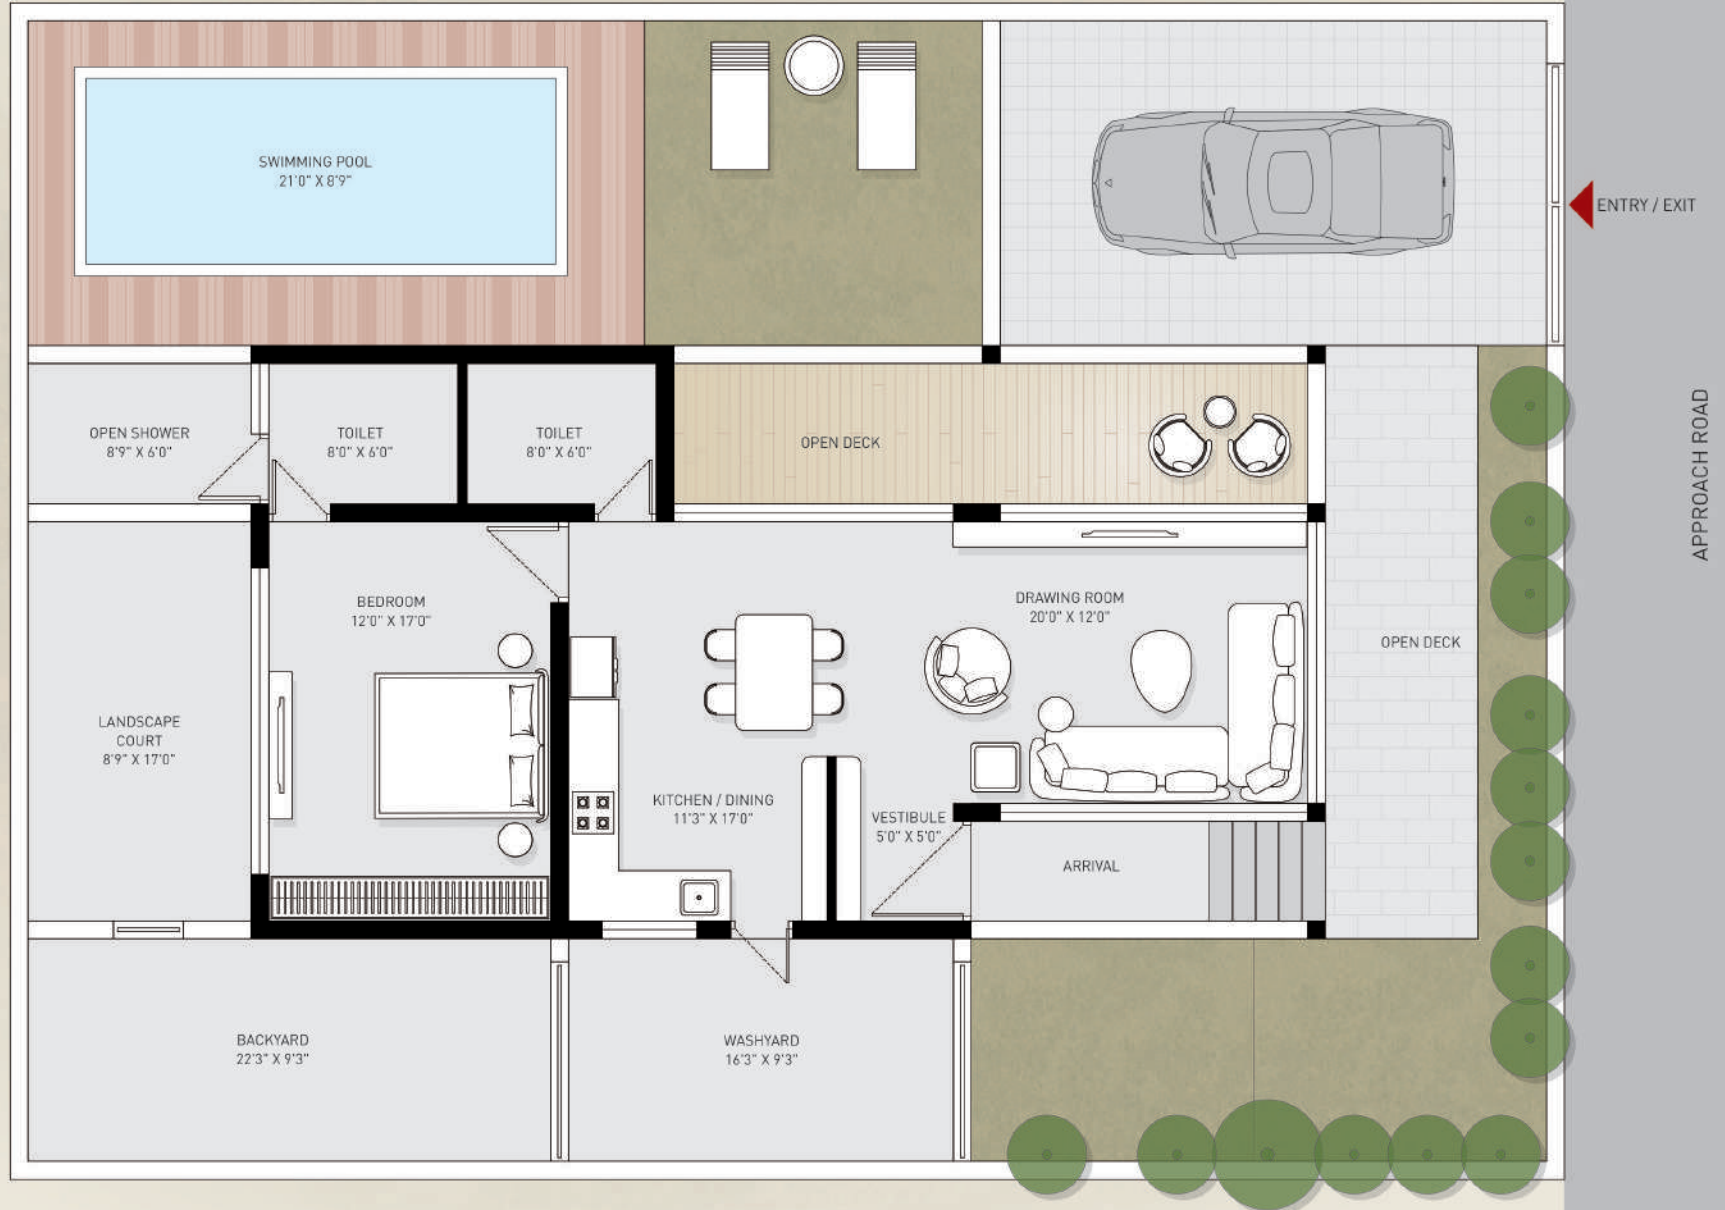 SWIMMING POOL
21'0" X 8'9"
ENTRY / EXIT
APPROACH ROAD
OPEN SHOWER
8'9" X 6'0"
TOILET
8'0" X 6'0"
TOILET
8'0" X 6'0"
OPEN DECK
BEDROOM
12'0" X 17'0"
DRAWING ROOM
20'0" X 12'0"
OPEN DECK
LANDSCAPE
COURT
8'9" X 17'0"
KITCHEN / DINING
11'3" X 17'0"
VESTIBULE
5'0" X 5'0"
ARRIVAL
BACKYARD
22'3" X 9'3"
WASHYARD
16'3" X 9'3"